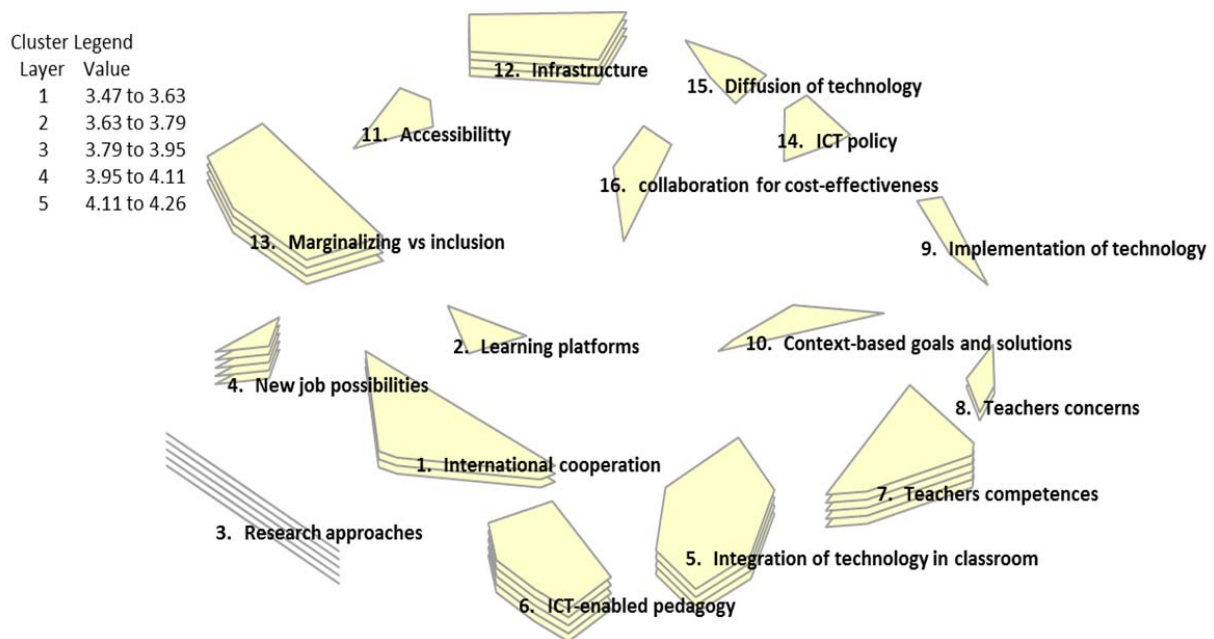 Cluster Legend
Layer Value
1 3.47 to 3.63
2 3.63 to 3.79
3 3.79 to 3.95
4 3.95 to 4.11
5 4.11 to 4.26
12. Infrastructure
15. Diffusion of technology
11. Accessibilitty
14. ICT policy
16. collaboration for cost-effectiveness
13. Marginalizing vs inclusion
9. Implementation of technology
2. Learning platforms
10. Context-based goals and solutions
4. New job possibilities
8. Teachers concerns
1. International cooperation
7. Teachers competences
3. Research approaches
5. Integration of technology in classroom
6. ICT-enabled pedagogy